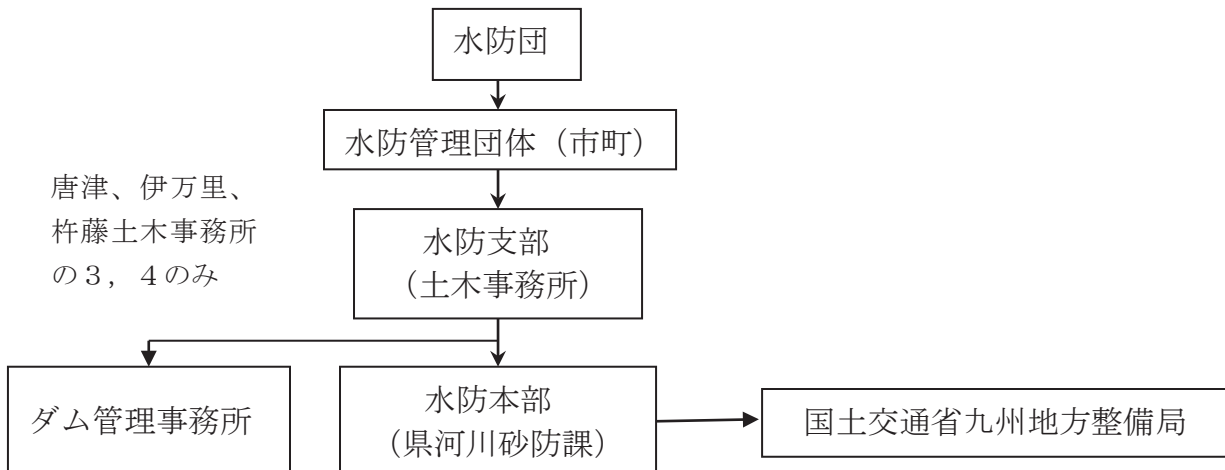 水防団
水防管理団体（市町）
唐津、伊万里、
杵藤土木事務所
の３，４のみ
水防支部
（土木事務所）
ダム管理事務所
水防本部
（県河川砂防課）
国土交通省九州地方整備局